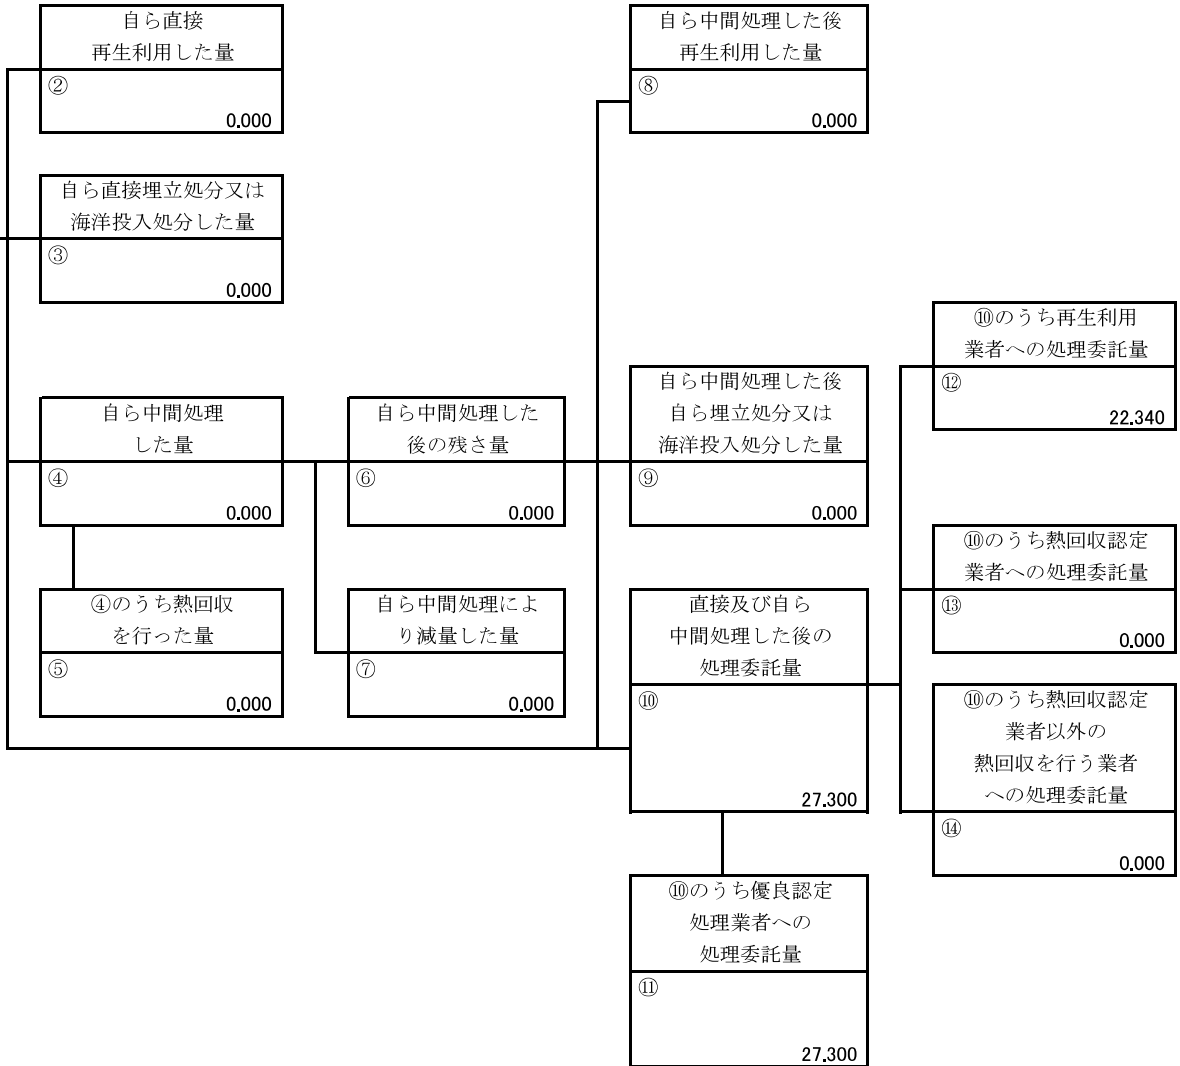 自ら直接
再生利用した量
②
0.000
自ら中間処理した後
再生利用した量
⑧
0.000
自ら直接埋立処分又は
海洋投入処分した量
③
0.000
⑩のうち再生利用
業者への処理委託量
⑫
22.340
自ら中間処理
した量
④
0.000
自ら中間処理した
後の残さ量
⑥
0.000
自ら中間処理した後
自ら埋立処分又は
海洋投入処分した量
⑨
0.000
⑩のうち熱回収認定
業者への処理委託量
⑬
0.000
④のうち熱回収
を行った量
⑤
0.000
自ら中間処理によ
り減量した量
⑦
0.000
直接及び自ら
中間処理した後の
処理委託量
⑩
27.300
⑩のうち熱回収認定
業者以外の
熱回収を行う業者
への処理委託量
⑭
0.000
⑩のうち優良認定
処理業者への
処理委託量
⑪
27.300